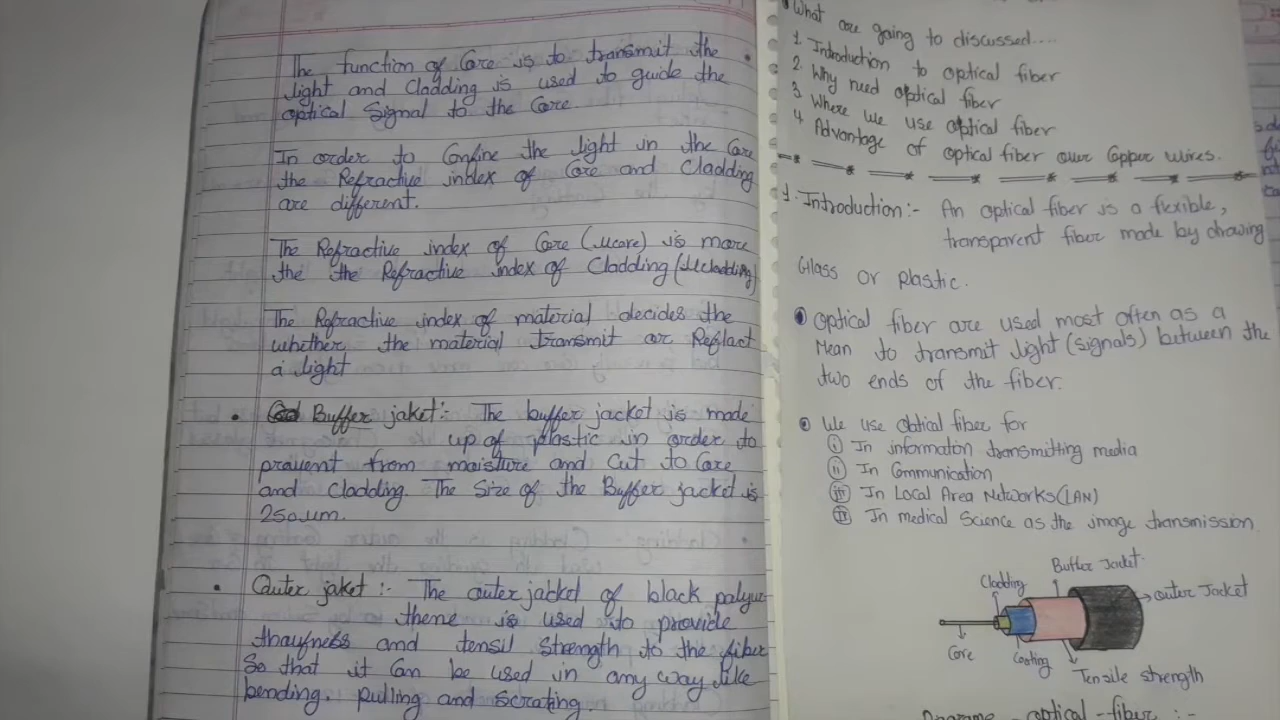 The function of Core is to transmit the
light and Cladding is used to guide the
optical Signal to the Core.
In order to Confine the light in the Core
the Refractive index of Core and Cladding
are different.
The Refractive index of Core (μcore) is more
the the Refractive index of Cladding (μcladding)
The Refractive index of material decides the
whether the material transmit or Reflact
a light
Buffer jaket:- The buffer jacket is made
up of plastic in order to
pravent from moisture and Cut to Core
and Cladding. The Size of the Buffer jacket is
250μm.
Outer jaket :- The outer jacket of black polyur
thene is used to provide
thoufness and tensil strength to the fiber
So that it Can be used in any way like
bending, pulling and scrating.
What are going to discussed....
1. Introduction to optical fiber
2. Why need optical fiber
3. Where we use optical fiber
4. Advantage of optical fiber over Copper wires.
1. Introduction:- An optical fiber is a flexible,
transparent fiber made by drawing
Glass or Plastic.
Optical fiber are used most often as a
Mean to transmit light (signals) between the
two ends of the fiber.
We use Obtical fiber for
(i) In information transmitting media
(ii) In Communication
(iii) In Local Area Networks(LAN)
(iv) In medical Science as the image transmission
Buffer Jacket
Cladding
outer Jacket
Core
Coating
Tensile strength
optical fiber :-